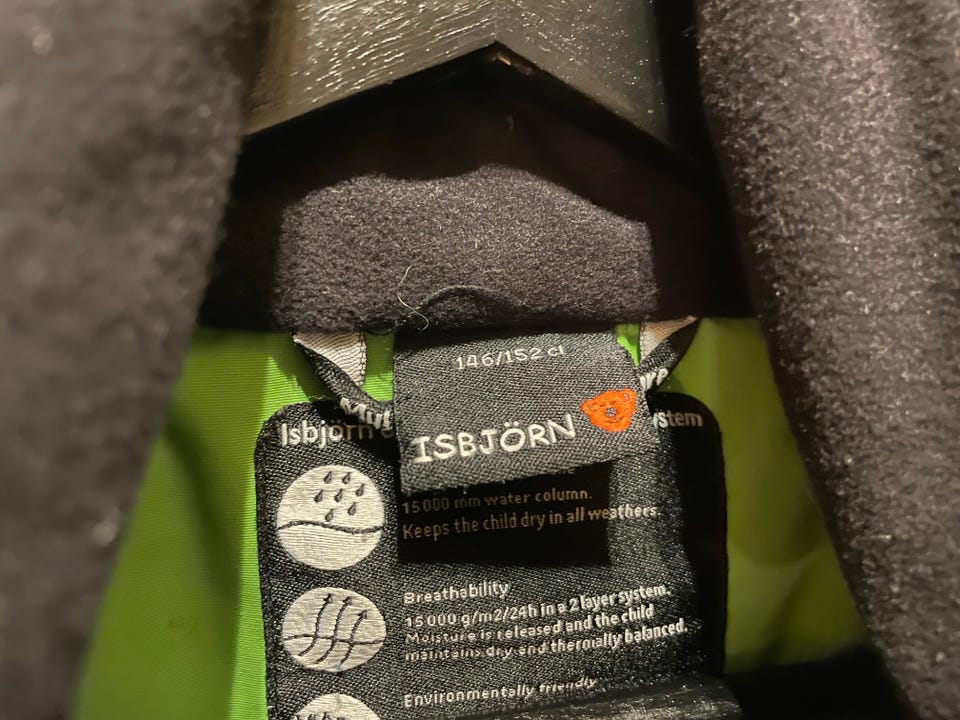 146/152 cl
ISBJÖRN
Isbjörn
ystem
15 000 mm water column.
Keeps the child dry in all weathers.
Breathability
15 000 g/m2/24h in a 2 layer system.
Moisture is released and the child
maintains dry and thermally balanced.
Environmentally friendly